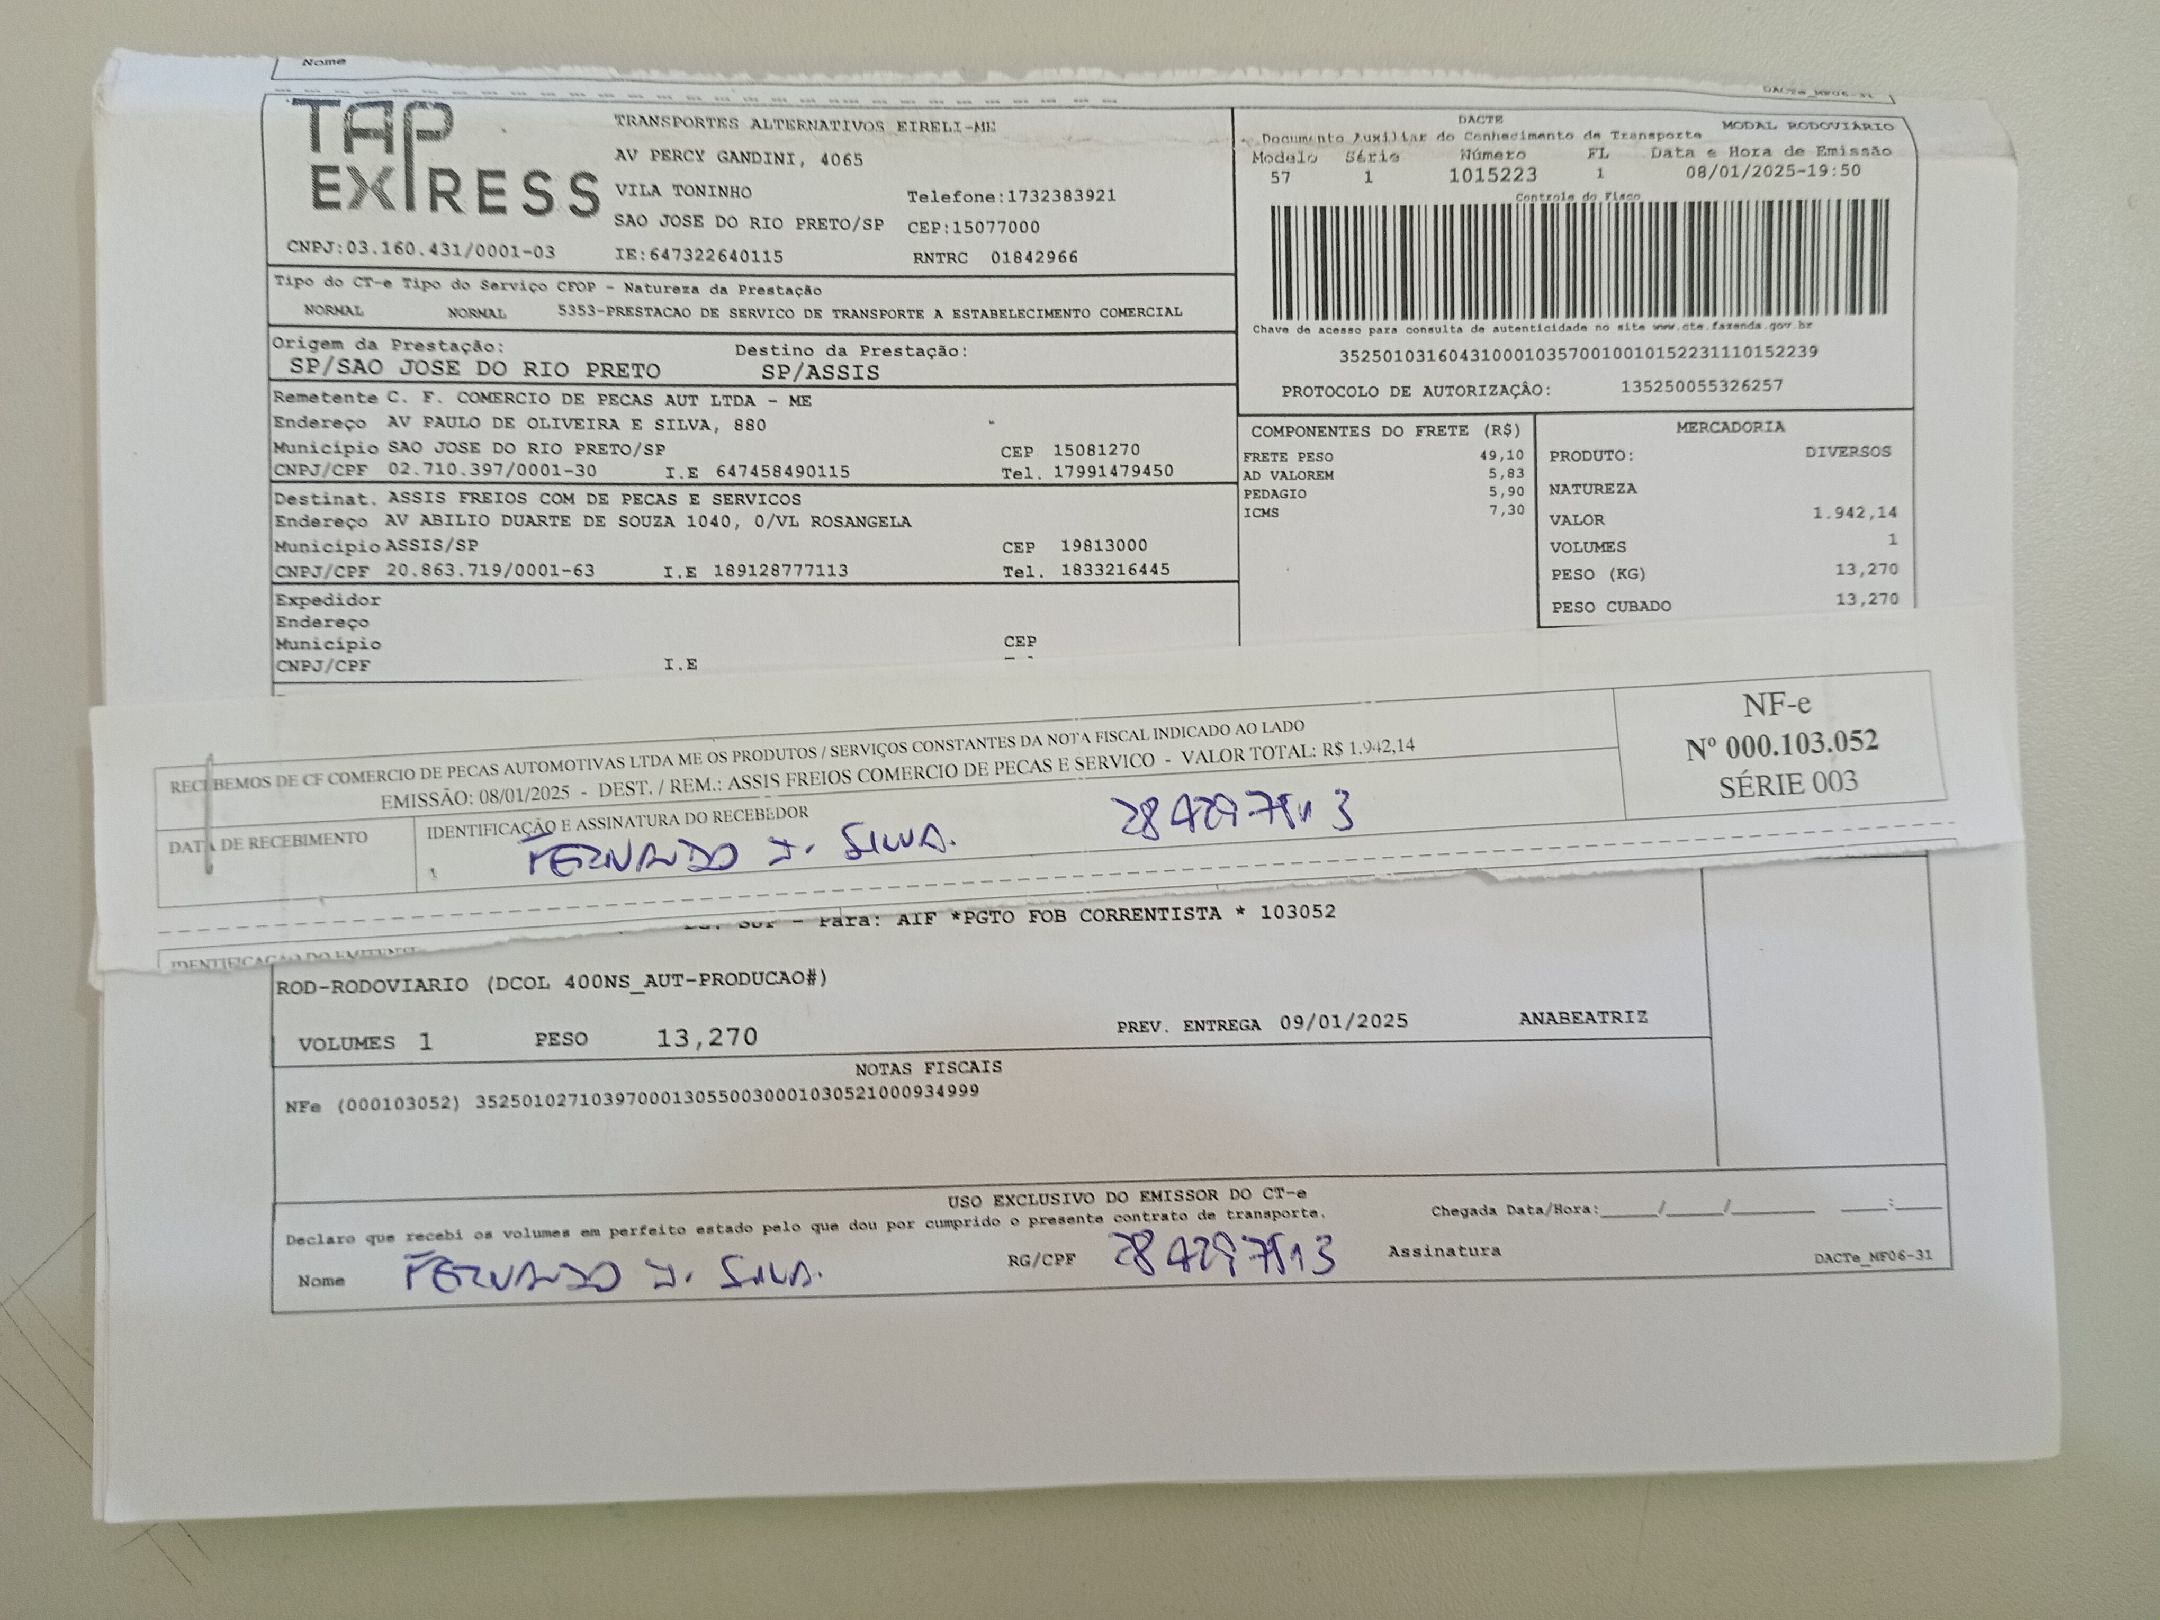 Nome
DACTe_MF06-31
TAP EXPRESS
TRANSPORTES ALTERNATIVOS EIRELI-ME
AV PERCY GANDINI, 4065
VILA TONINHO Telefone:1732383921
SAO JOSE DO RIO PRETO/SP CEP:15077000
CNPJ:03.160.431/0001-03 IE:647322640115 RNTRC 01842966
DACTE
Documento Auxiliar do Conhecimento de Transporte MODAL RODOVIÁRIO
Modelo Série Número FL Data e Hora de Emissão
57 1 1015223 1 08/01/2025-19:50
Controle do Fisco
Chave de acesso para consulta de autenticidade no site www.cte.fazenda.gov.br
35250103160431000103570010010152231110152239
PROTOCOLO DE AUTORIZAÇÂO: 135250055326257
Tipo do CT-e Tipo do Serviço CFOP - Natureza da Prestação
NORMAL NORMAL 5353-PRESTACAO DE SERVICO DE TRANSPORTE A ESTABELECIMENTO COMERCIAL
Origem da Prestação: Destino da Prestação:
SP/SAO JOSE DO RIO PRETO SP/ASSIS
Remetente C. F. COMERCIO DE PECAS AUT LTDA - ME
Endereço AV PAULO DE OLIVEIRA E SILVA, 880
Município SAO JOSE DO RIO PRETO/SP CEP 15081270
CNPJ/CPF 02.710.397/0001-30 I.E 647458490115 Tel. 17991479450
Destinat. ASSIS FREIOS COM DE PECAS E SERVICOS
Endereço AV ABILIO DUARTE DE SOUZA 1040, 0/VL ROSANGELA
Município ASSIS/SP CEP 19813000
CNPJ/CPF 20.863.719/0001-63 I.E 189128777113 Tel. 1833216445
Expedidor
Endereço
Município CEP
CNPJ/CPF I.E
COMPONENTES DO FRETE (R$)
FRETE PESO 49,10
AD VALOREM 5,83
PEDAGIO 5,90
ICMS 7,30
MERCADORIA
PRODUTO: DIVERSOS
NATUREZA
VALOR 1.942,14
VOLUMES 1
PESO (KG) 13,270
PESO CUBADO 13,270
RECEBEMOS DE CF COMERCIO DE PECAS AUTOMOTIVAS LTDA ME OS PRODUTOS / SERVIÇOS CONSTANTES DA NOTA FISCAL INDICADO AO LADO
EMISSÃO: 08/01/2025 - DEST. / REM.: ASSIS FREIOS COMERCIO DE PECAS E SERVICO - VALOR TOTAL: R$ 1.942,14
DATA DE RECEBIMENTO
IDENTIFICAÇÃO E ASSINATURA DO RECEBEDOR
FERNANDO J. SILVA.
NF-e
Nº 000.103.052
SÉRIE 003
IDENTIFICAÇÃO DO EMITENTE
- Para: AIF *PGTO FOB CORRENTISTA * 103052
ROD-RODOVIARIO (DCOL 400NS_AUT-PRODUCAO#)
VOLUMES 1 PESO 13,270 PREV. ENTREGA 09/01/2025 ANABEATRIZ
NOTAS FISCAIS
NFe (000103052) 35250102710397000130550030001030521000934999
USO EXCLUSIVO DO EMISSOR DO CT-e
Declaro que recebi os volumes em perfeito estado pelo que dou por cumprido o presente contrato de transporte. Chegada Data/Hora:_____/_____/________ ____:____
Nome FERNANDO J. SILVA. RG/CPF Assinatura DACTe_MF06-31